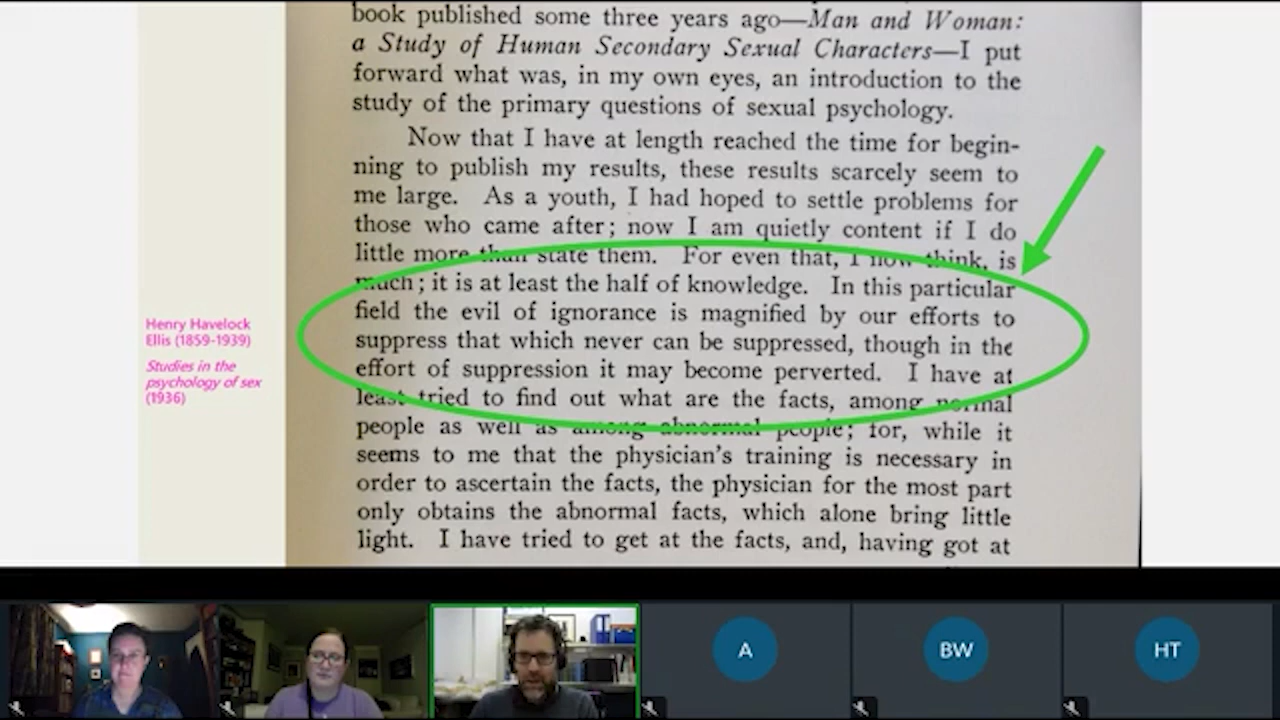 book published some three years ago—Man and Woman:
a Study of Human Secondary Sexual Characters—I put
forward what was, in my own eyes, an introduction to the
study of the primary questions of sexual psychology.
Now that I have at length reached the time for begin-
ning to publish my results, these results scarcely seem to
me large. As a youth, I had hoped to settle problems for
those who came after; now I am quietly content if I do
little more than state them. For even that, I now think, is
much; it is at least the half of knowledge. In this particular
field the evil of ignorance is magnified by our efforts to
suppress that which never can be suppressed, though in the
effort of suppression it may become perverted. I have at
least tried to find out what are the facts, among normal
people as well as among abnormal people; for, while it
seems to me that the physician's training is necessary in
order to ascertain the facts, the physician for the most part
only obtains the abnormal facts, which alone bring little
light. I have tried to get at the facts, and, having got at
Henry Havelock
Ellis (1859-1939)
Studies in the
psychology of sex
(1936)
A
BW
HT